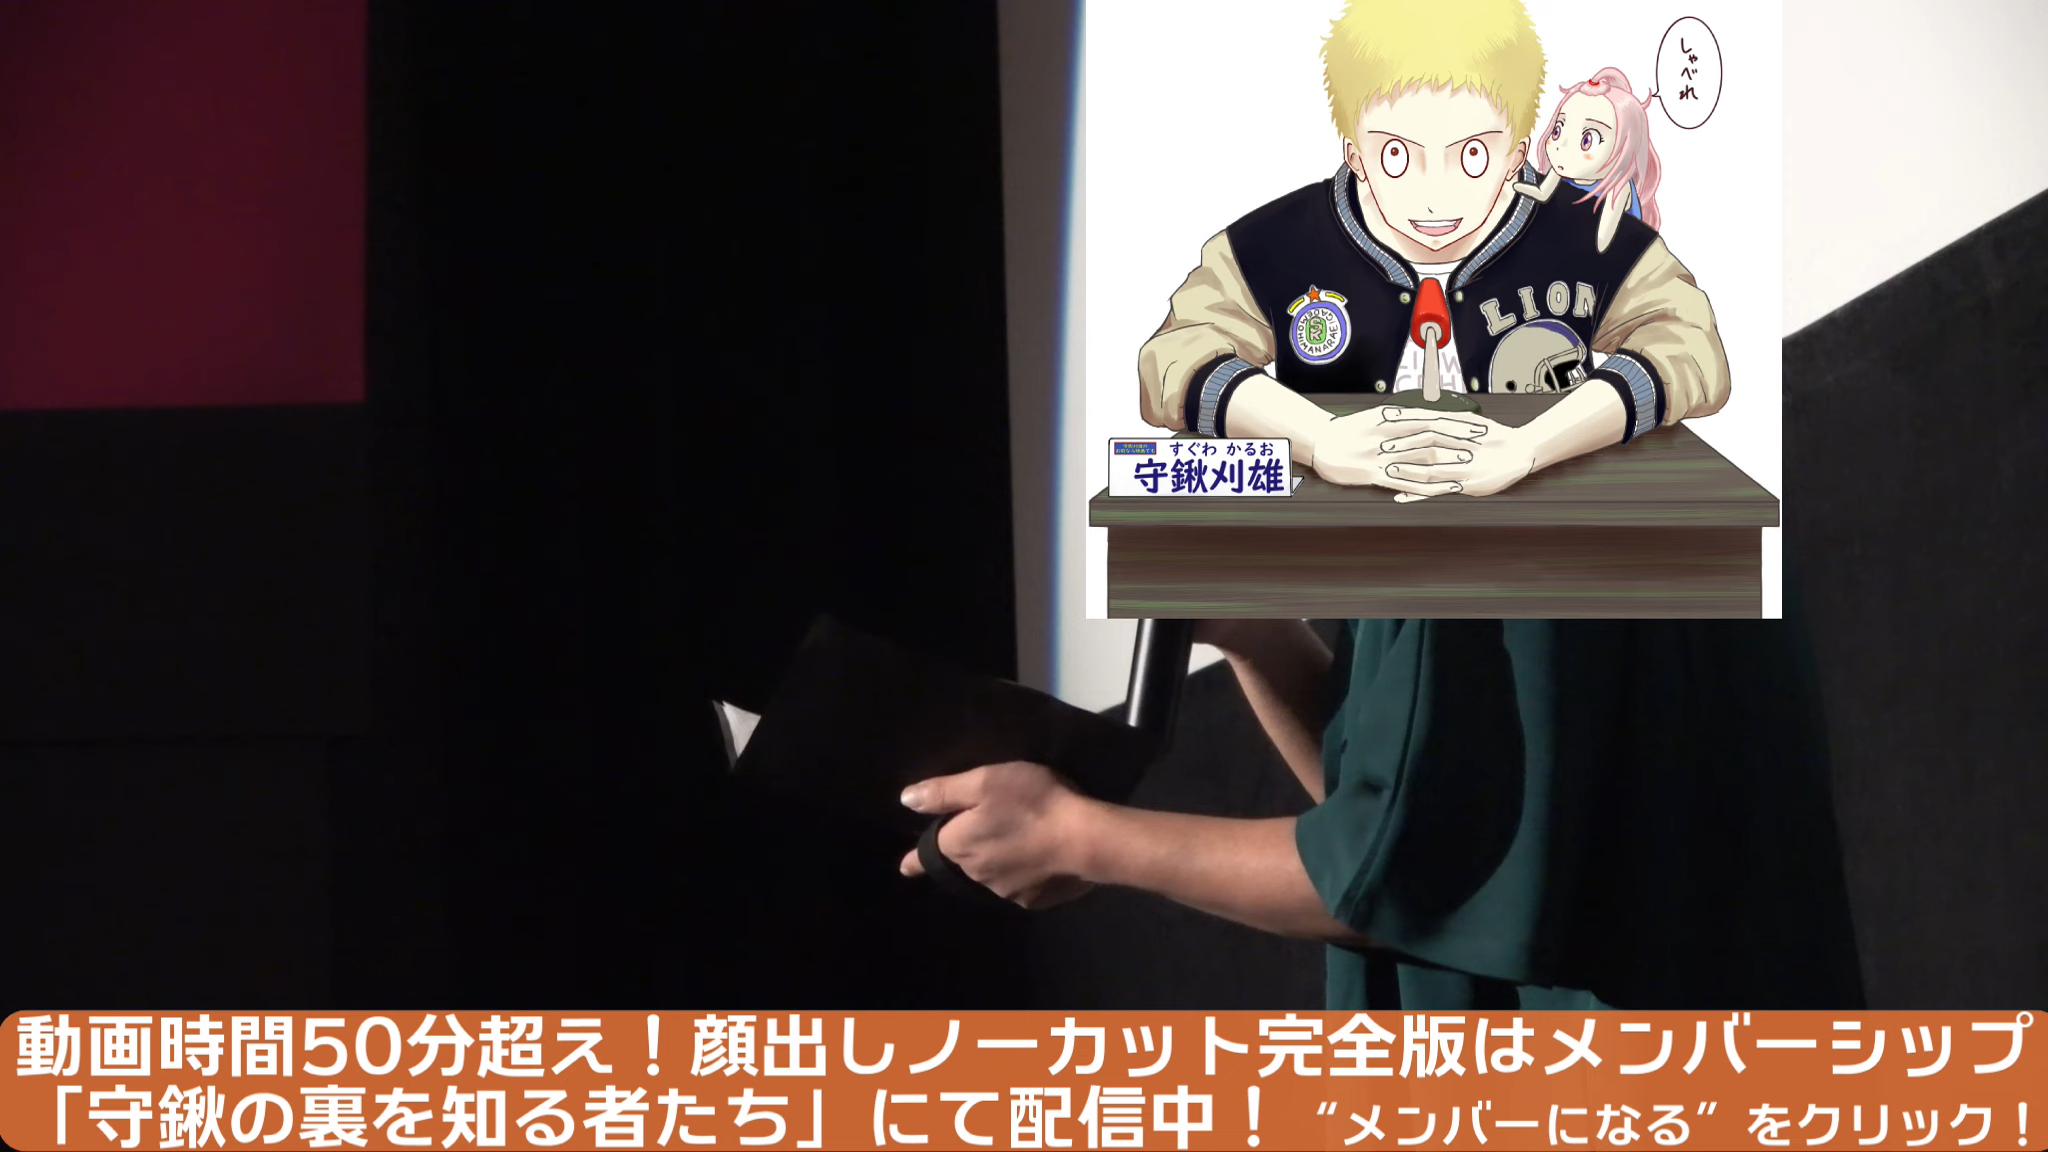 しゃべれ
LION
すぐわ かるお
守鍬刈雄
動画時間50分超え！顔出しノーカット完全版はメンバーシップ
「守鍬の裏を知る者たち」にて配信中！“メンバーになる”をクリック！